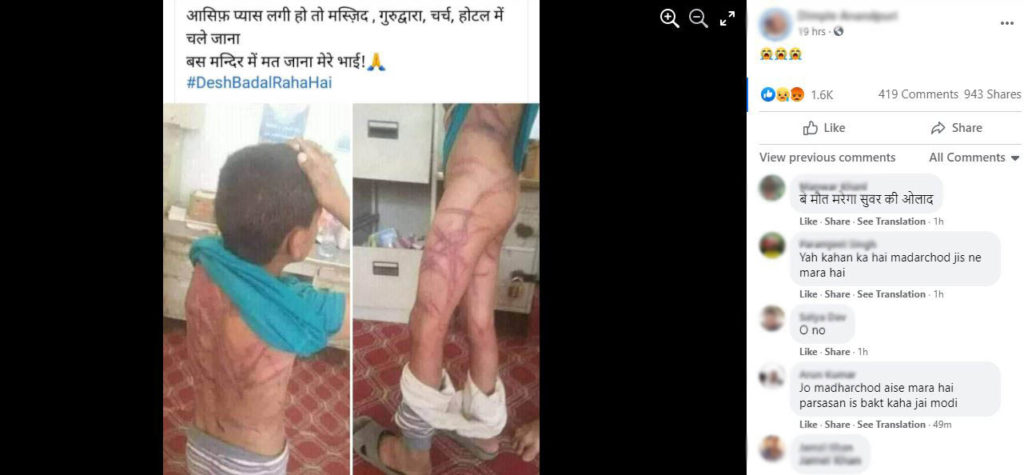 आसिफ़ प्यास लगी हो तो मस्ज़िद , गुरुद्वारा, चर्च, होटल में
चले जाना
बस मन्दिर में मत जाना मेरे भाई!🙏
#DeshBadalRahaHai
19 hrs ·
😭😭😭
1.6K
419 Comments 943 Shares
Like
Share
View previous comments
All Comments
बे मौत मरेगा सुवर की ओलाद
Like · Share · See Translation · 1h
Yah kahan ka hai madarchod jis ne
mara hai
Like · Share · See Translation · 1h
O no
Like · Share · 1h
Jo madharchod aise mara hai
parsasan is bakt kaha jai modi
Like · Share · See Translation · 49m